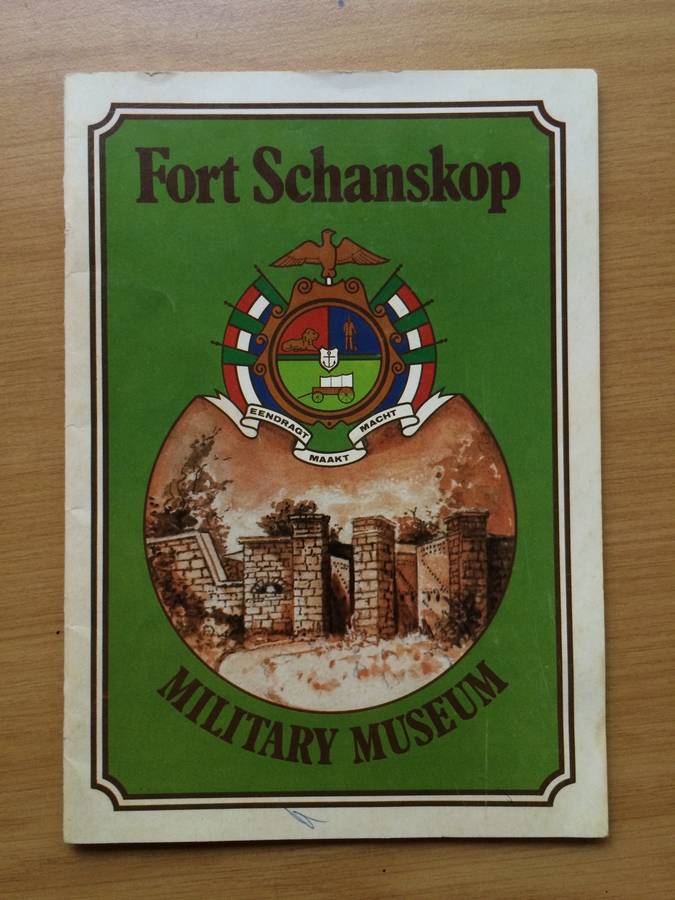 Fort Schanskop
EENDRAGT
MAAKT
MACHT
MILITARY MUSEUM